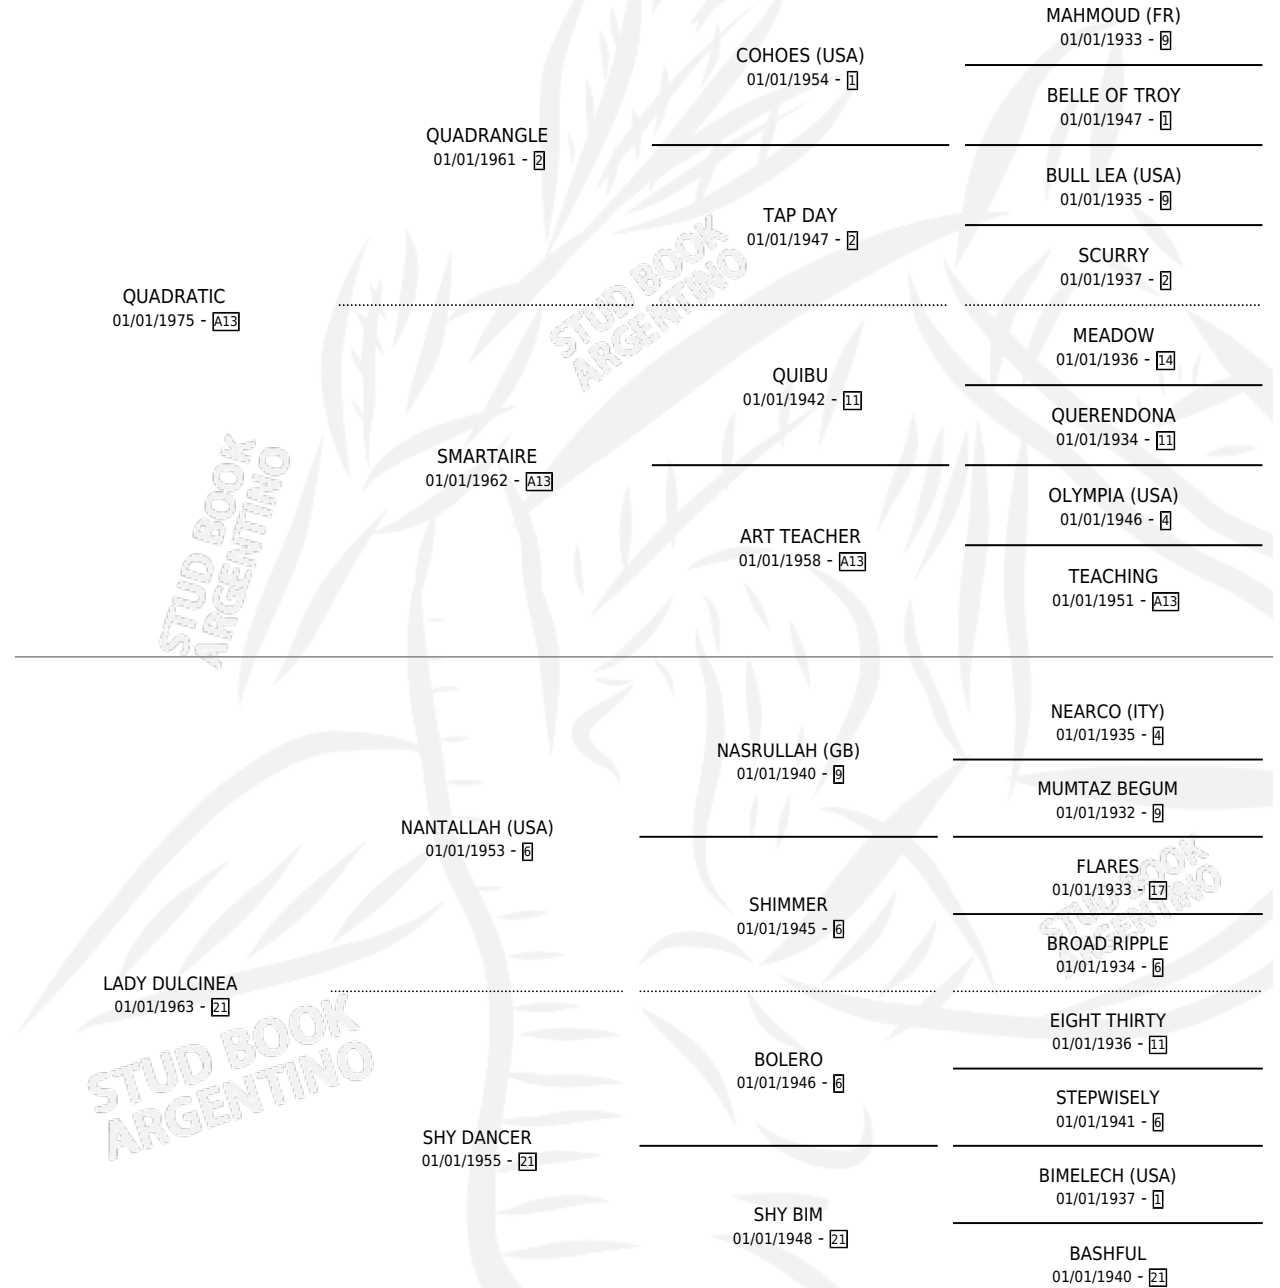 MAHMOUD (FR)
01/01/1933 - 9
COHOES (USA)
01/01/1954 - 1
BELLE OF TROY
01/01/1947 - 1
QUADRANGLE
01/01/1961 - 2
BULL LEA (USA)
01/01/1935 - 9
TAP DAY
01/01/1947 - 2
SCURRY
01/01/1937 - 2
QUADRATIC
01/01/1975 - A13
MEADOW
01/01/1936 - 14
QUIBU
01/01/1942 - 11
QUERENDONA
01/01/1934 - 11
SMARTAIRE
01/01/1962 - A13
OLYMPIA (USA)
01/01/1946 - 4
ART TEACHER
01/01/1958 - A13
TEACHING
01/01/1951 - A13
STUD BOOK
ARGENTINO
STUD BOOK
ARGENTINO
NEARCO (ITY)
01/01/1935 - 4
NASRULLAH (GB)
01/01/1940 - 9
MUMTAZ BEGUM
01/01/1932 - 9
NANTALLAH (USA)
01/01/1953 - 6
FLARES
01/01/1933 - 17
SHIMMER
01/01/1945 - 6
BROAD RIPPLE
01/01/1934 - 6
STUD BOOK
ARGENTINO
LADY DULCINEA
01/01/1963 - 21
EIGHT THIRTY
01/01/1936 - 11
BOLERO
01/01/1946 - 6
STEPWISELY
01/01/1941 - 6
SHY DANCER
01/01/1955 - 21
BIMELECH (USA)
01/01/1937 - 1
SHY BIM
01/01/1948 - 21
BASHFUL
01/01/1940 - 21
STUD BOOK
ARGENTINO